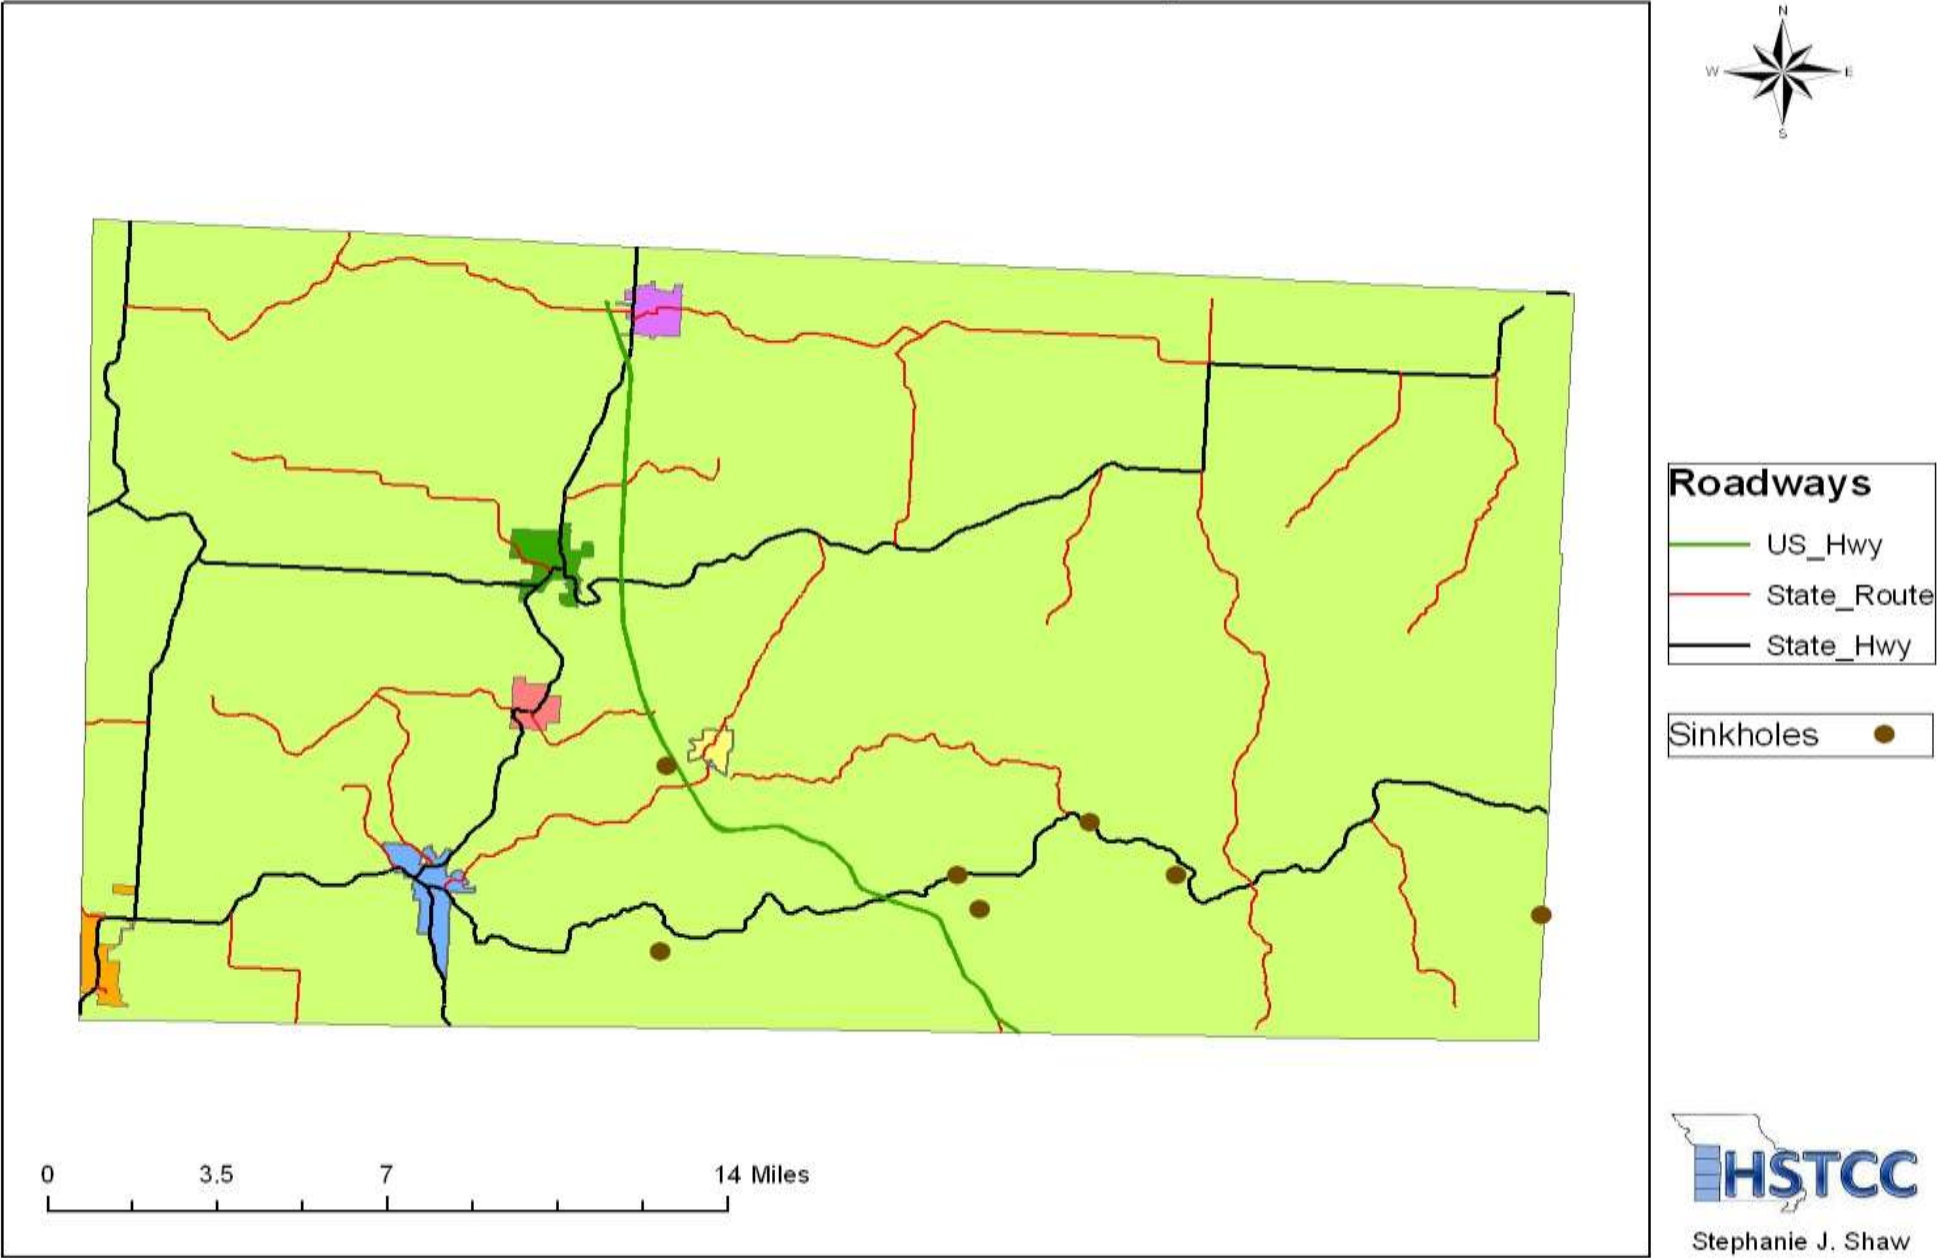 N
W E
S
Roadways
US_Hwy
State_Route
State_Hwy
Sinkholes
0 3.5 7 14 Miles
HSTCC
Stephanie J. Shaw